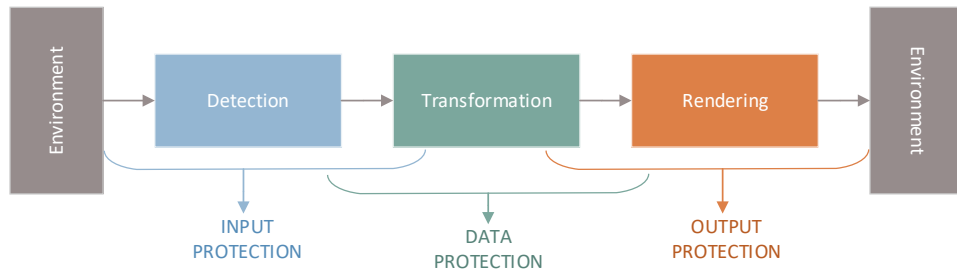 Environment
Detection
Transformation
Rendering
Environment
INPUT
PROTECTION
DATA
PROTECTION
OUTPUT
PROTECTION